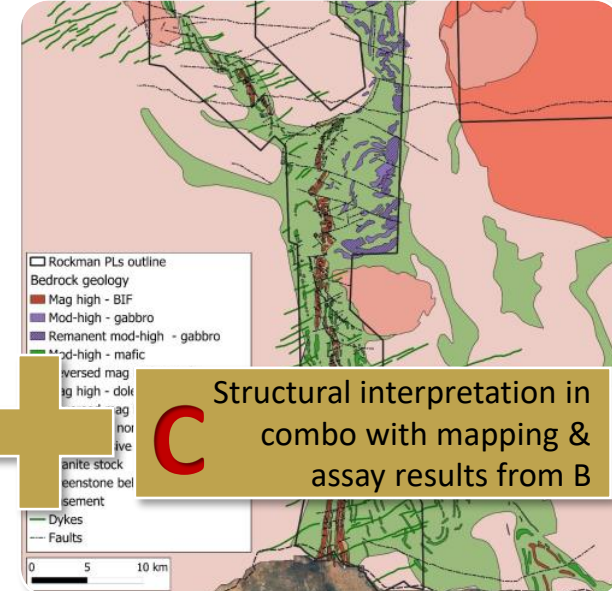 Rockman PLs outline
Bedrock geology
Mag high - BIF
Mod-high - gabbro
Remanent mod-high - gabbro
Mod-high - mafic
eversed mag
ag high - dole
mag
nor
ive
anite stock
eenstone bel
sement
Dykes
Faults
0 5 10 km
C
Structural interpretation in
combo with mapping &
assay results from B